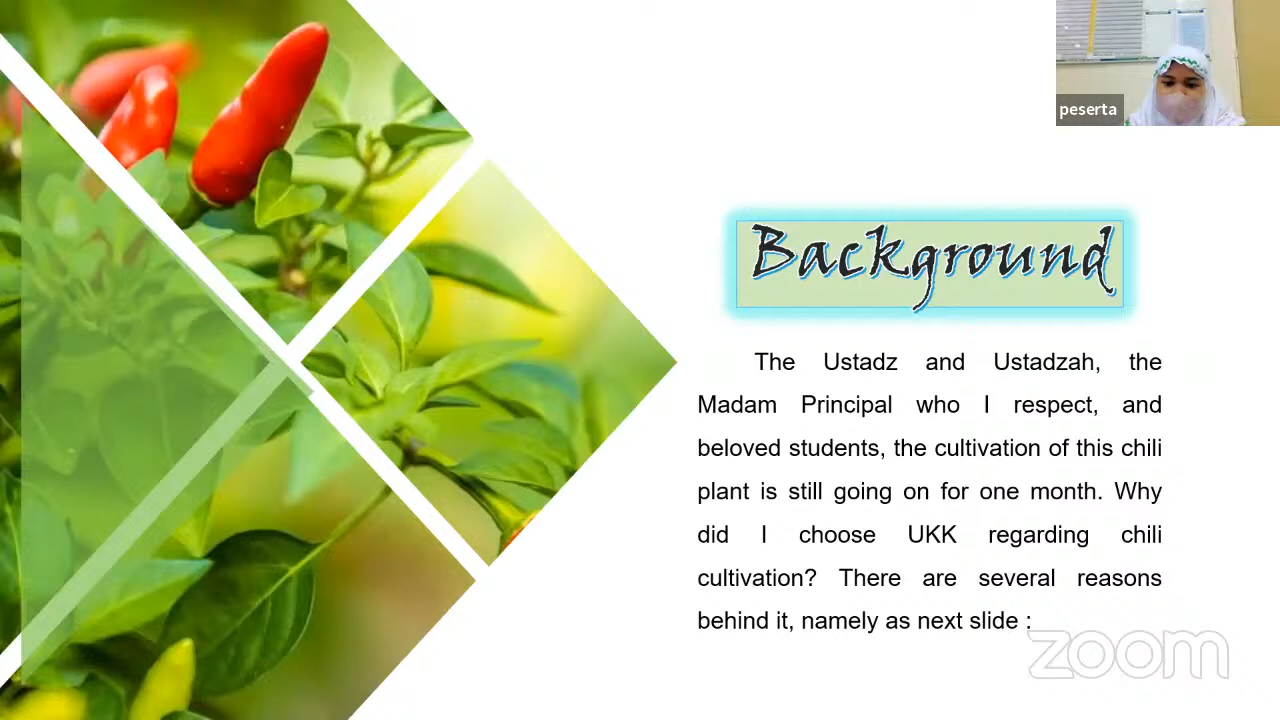 peserta
Background
The Ustadz and Ustadzah, the
Madam Principal who I respect, and
beloved students, the cultivation of this chili
plant is still going on for one month. Why
did I choose UKK regarding chili
cultivation? There are several reasons
behind it, namely as next slide :
zoom